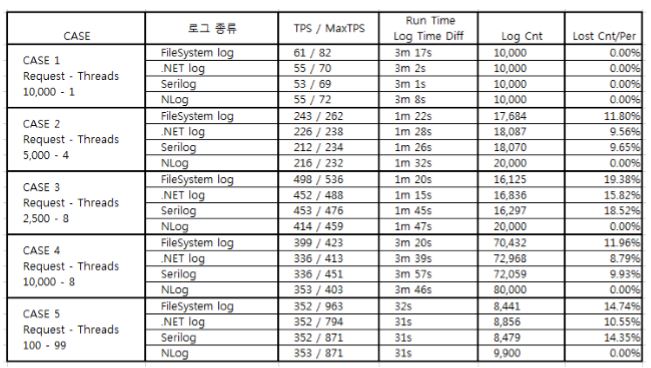 CASE 로그 종류 TPS / MaxTPS Run Time Log Time Diff Log Cnt Lost Cnt/Per
CASE 1
Request - Threads
10,000 - 1
FileSystem log 61 / 82 3m 17s 10,000 0.00%
.NET log 55 / 70 3m 2s 10,000 0.00%
Serilog 53 / 69 3m 1s 10,000 0.00%
NLog 55 / 72 3m 8s 10,000 0.00%
CASE 2
Request - Threads
5,000 - 4
FileSystem log 243 / 262 1m 22s 17,684 11.80%
.NET log 226 / 238 1m 28s 18,087 9.56%
Serilog 212 / 234 1m 26s 18,070 9.65%
NLog 216 / 232 1m 32s 20,000 0.00%
CASE 3
Request - Threads
2,500 - 8
FileSystem log 498 / 536 1m 20s 16,125 19.38%
.NET log 452 / 488 1m 15s 16,836 15.82%
Serilog 453 / 476 1m 45s 16,297 18.52%
NLog 414 / 459 1m 47s 20,000 0.00%
CASE 4
Request - Threads
10,000 - 8
FileSystem log 399 / 423 3m 20s 70,432 11.96%
.NET log 336 / 413 3m 39s 72,968 8.79%
Serilog 336 / 451 3m 57s 72,059 9.93%
NLog 353 / 403 3m 46s 80,000 0.00%
CASE 5
Request - Threads
100 - 99
FileSystem log 352 / 963 32s 8,441 14.74%
.NET log 352 / 794 31s 8,856 10.55%
Serilog 352 / 871 31s 8,479 14.35%
NLog 353 / 871 31s 9,900 0.00%